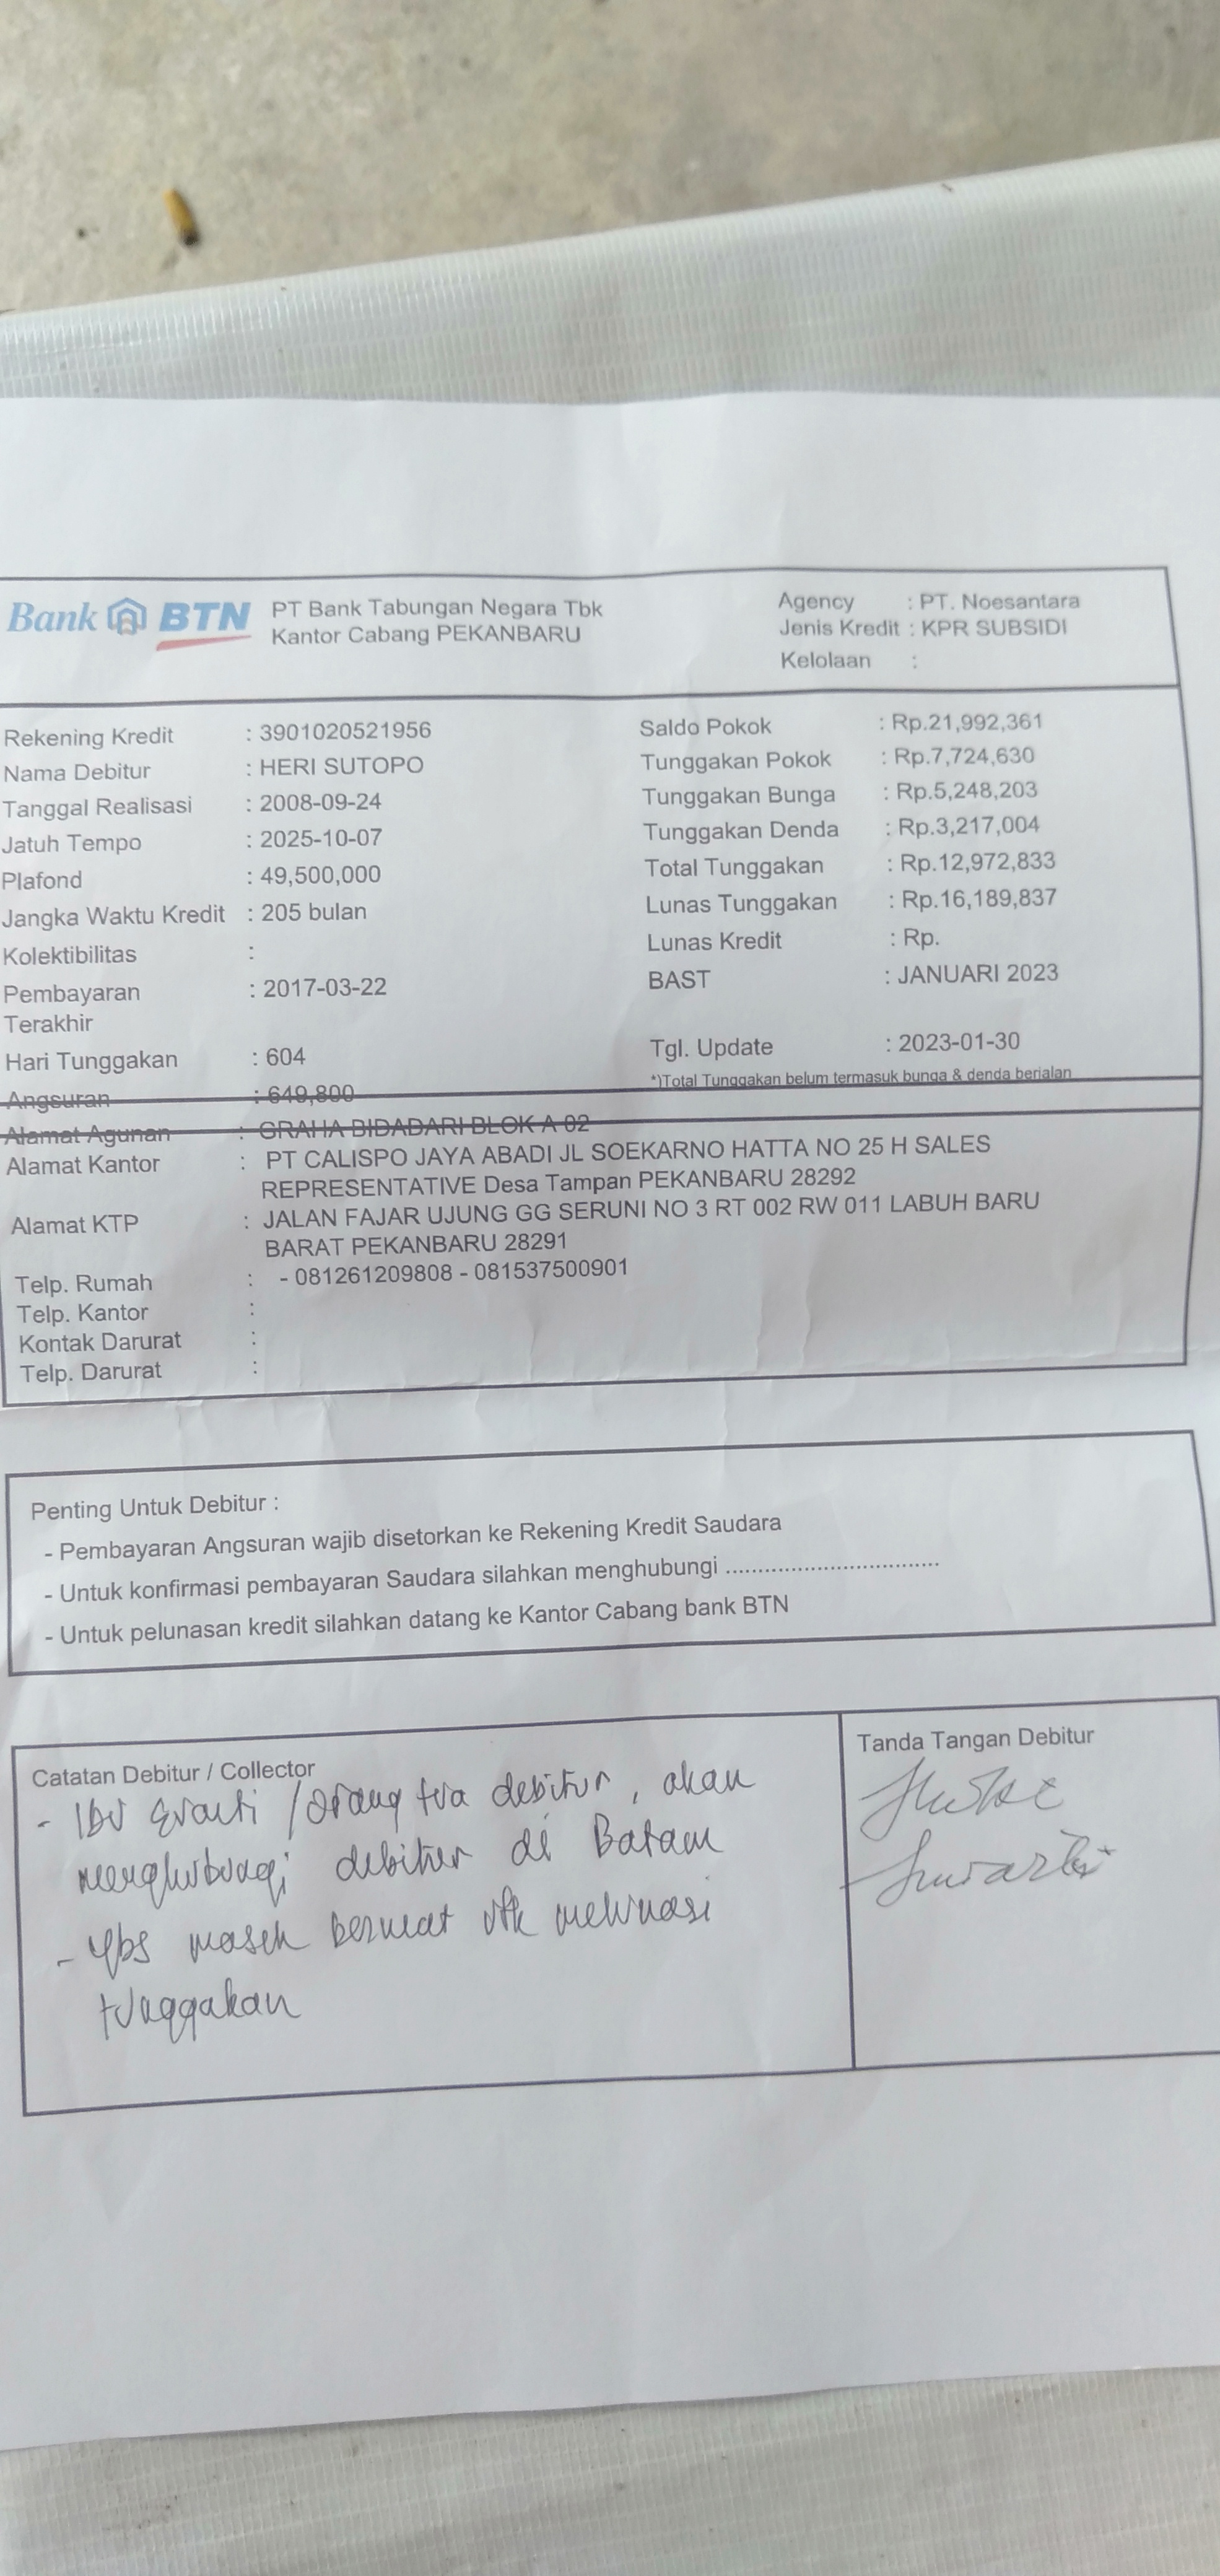 Bank BTN PT Bank Tabungan Negara Tbk
Kantor Cabang PEKANBARU
Agency : PT. Noesantara
Jenis Kredit : KPR SUBSIDI
Kelolaan :
Rekening Kredit : 3901020521956
Nama Debitur : HERI SUTOPO
Tanggal Realisasi : 2008-09-24
Jatuh Tempo : 2025-10-07
Plafond : 49,500,000
Jangka Waktu Kredit : 205 bulan
Kolektibilitas :
Pembayaran : 2017-03-22
Terakhir
Hari Tunggakan : 604
Angsuran : 649,800
Saldo Pokok : Rp.21,992,361
Tunggakan Pokok : Rp.7,724,630
Tunggakan Bunga : Rp.5,248,203
Tunggakan Denda : Rp.3,217,004
Total Tunggakan : Rp.12,972,833
Lunas Tunggakan : Rp.16,189,837
Lunas Kredit : Rp.
BAST : JANUARI 2023
Tgl. Update : 2023-01-30
*)Total Tunggakan belum termasuk bunga & denda berjalan
Alamat Agunan : GRAHA BIDADARI BLOK A 02
Alamat Kantor : PT CALISPO JAYA ABADI JL SOEKARNO HATTA NO 25 H SALES
REPRESENTATIVE Desa Tampan PEKANBARU 28292
Alamat KTP : JALAN FAJAR UJUNG GG SERUNI NO 3 RT 002 RW 011 LABUH BARU
BARAT PEKANBARU 28291
Telp. Rumah : - 081261209808 - 081537500901
Telp. Kantor :
Kontak Darurat :
Telp. Darurat :
Penting Untuk Debitur :
- Pembayaran Angsuran wajib disetorkan ke Rekening Kredit Saudara
- Untuk konfirmasi pembayaran Saudara silahkan menghubungi .................................
- Untuk pelunasan kredit silahkan datang ke Kantor Cabang bank BTN
Catatan Debitur / Collector
- Ibu /orang tua debitur, akan
menghubungi debitur di Batam
- Ybs masih berniat utk melunasi
tunggakan
Tanda Tangan Debitur
Suwarti